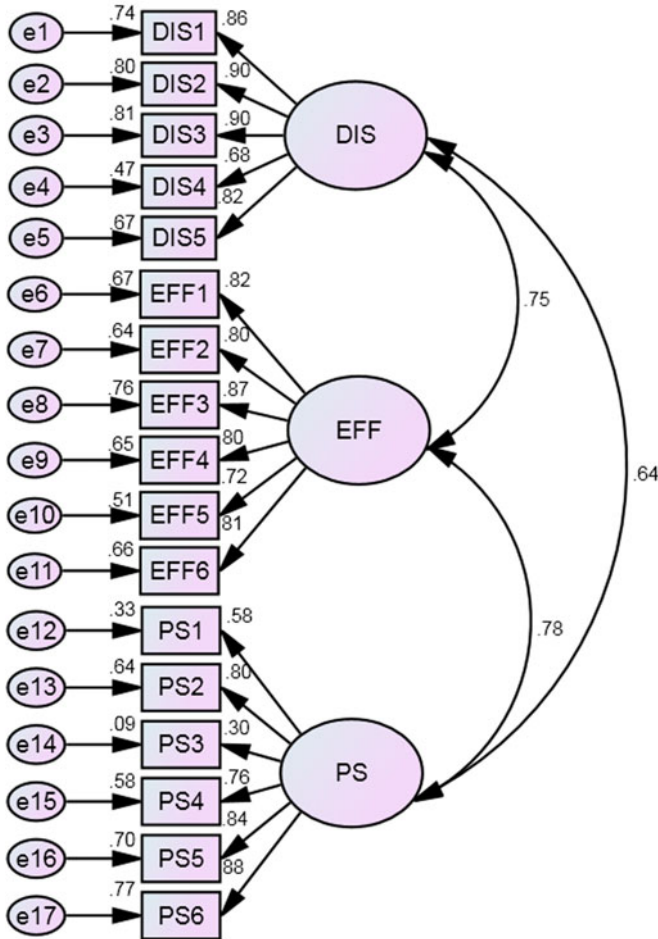 .74 .86
e1 DIS1
.80 .90
e2 DIS2
.81 .90
e3 DIS3 DIS
.47 .68
e4 DIS4
.67 .82
e5 DIS5
.67 .82
e6 EFF1 .75
.64 .80
e7 EFF2
.76 .87
e8 EFF3
EFF
.65 80
e9 EFF4
.51 .72 .64
e10 EFF5
.66 81
e11 EFF6
.33 .58
e12 PS1 .78
.64 .80
e13 PS2
.09 .30
e14 PS3
PS
.58 .76
e15 PS4
.70 .84
e16 PS5
.77 88
e17 PS6